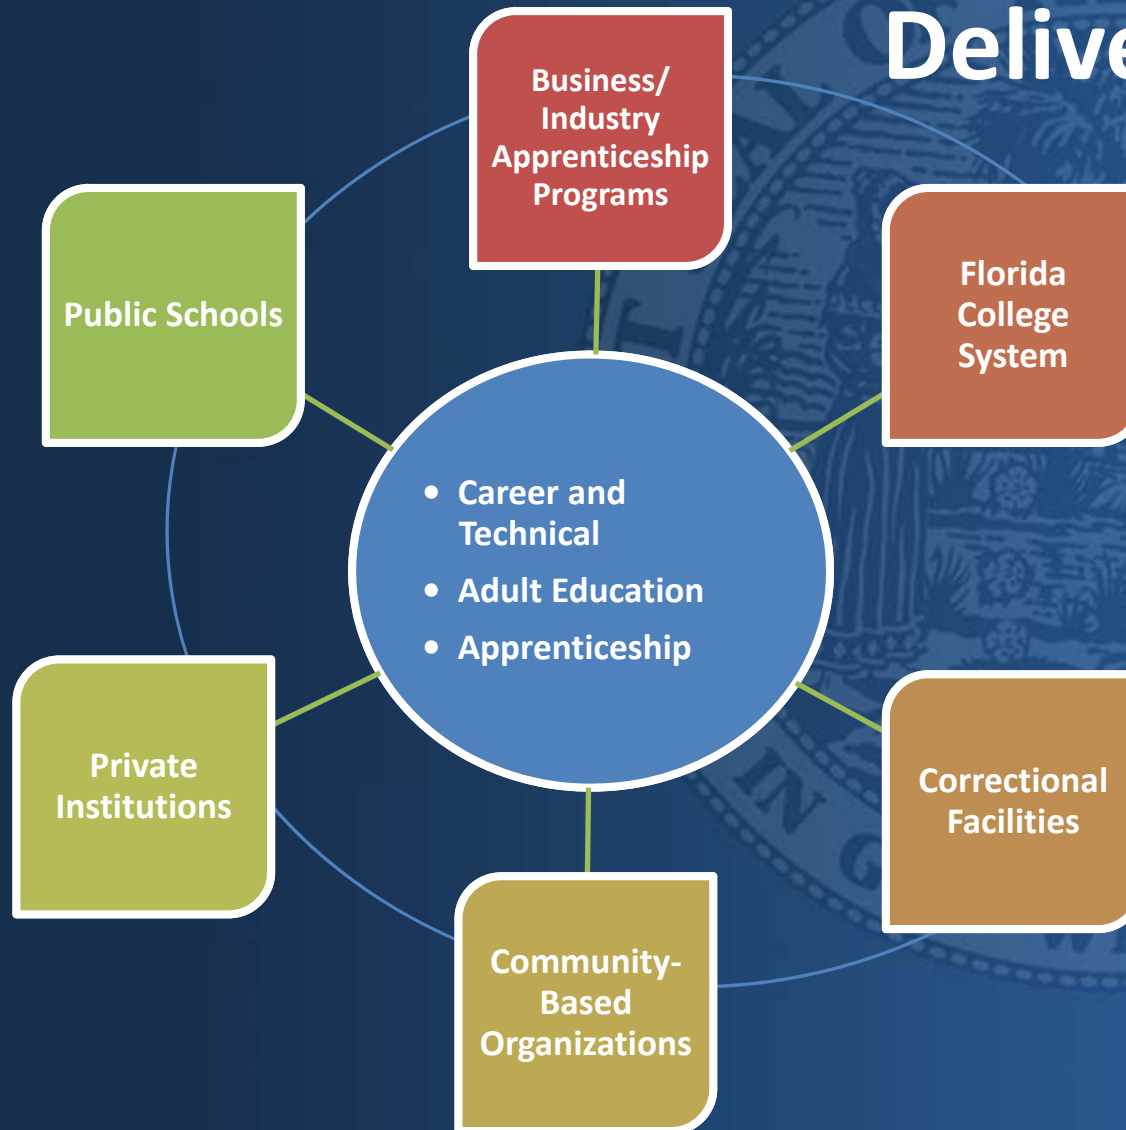 Delive
Business/
Industry
Apprenticeship
Programs
Public Schools
Florida
College
System
• Career and
Technical
• Adult Education
• Apprenticeship
Private
Institutions
Correctional
Facilities
Community-
Based
Organizations
IN G